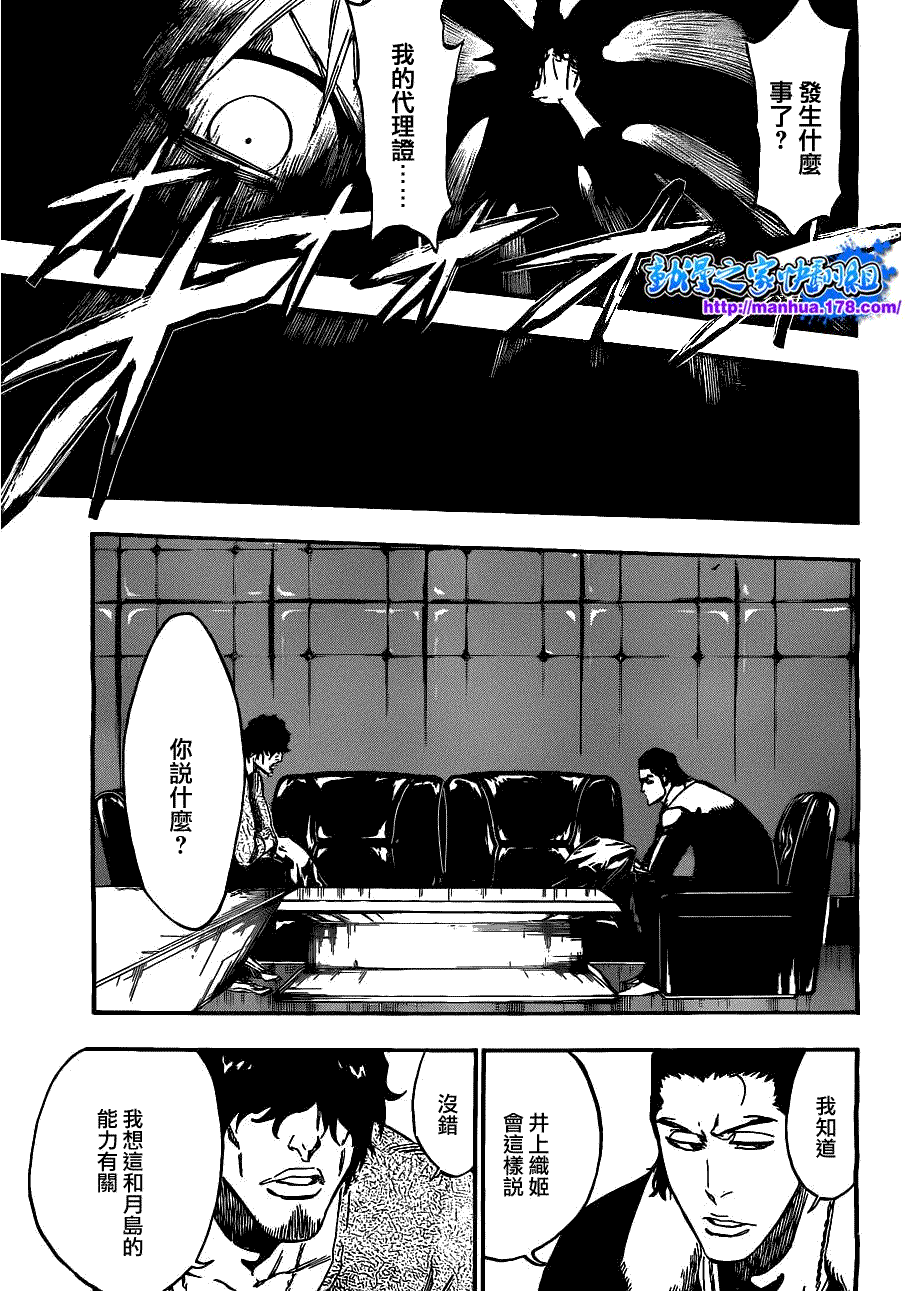 發生什麼
事了？
我的代理證……
動漫之家快翻組
http://manhua.178.com/
你說什麼？
我知道
井上織姬
會這樣說
沒錯
我想這和月島的
能力有關